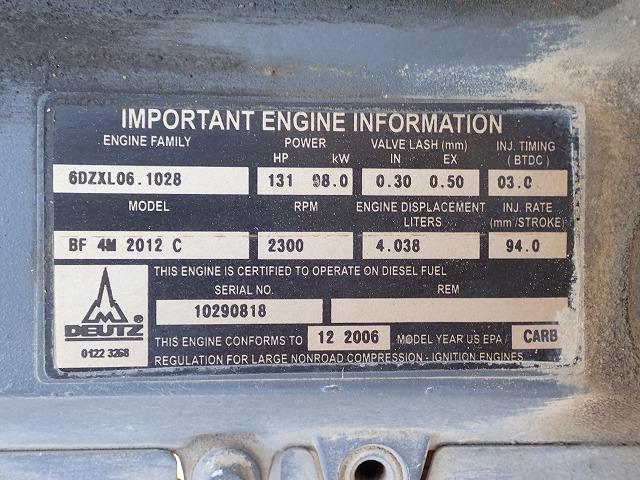 IMPORTANT ENGINE INFORMATION
ENGINE FAMILY POWER VALVE LASH (mm) INJ. TIMING
HP kW IN EX (BTDC)
6DZXL06.1028 131 98.0 0.30 0.50 03.0
MODEL RPM ENGINE DISPLACEMENT INJ. RATE
LITERS (mm³/STROKE)
BF 4M 2012 C 2300 4.038 94.0
THIS ENGINE IS CERTIFIED TO OPERATE ON DIESEL FUEL
SERIAL NO. REM
10290818
DEUTZ ®
0122 3268
THIS ENGINE CONFORMS TO 12 2006 MODEL YEAR US EPA / CARB
REGULATION FOR LARGE NONROAD COMPRESSION - IGNITION ENGINES